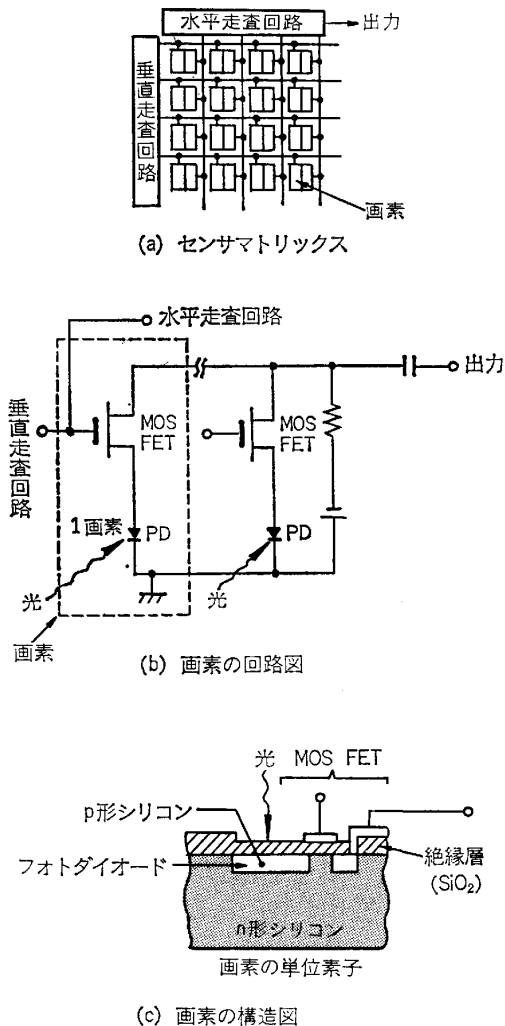 水平走査回路
出力
垂直走査回路
画素
(a) センサマトリックス
水平走査回路
出力
垂直走査回路
MOS
FET
MOS
FET
1画素
PD
PD
光
光
画素
(b) 画素の回路図
光
MOS FET
p形シリコン
フォトダイオード
絶縁層
(SiO₂)
n形シリコン
画素の単位素子
(c) 画素の構造図